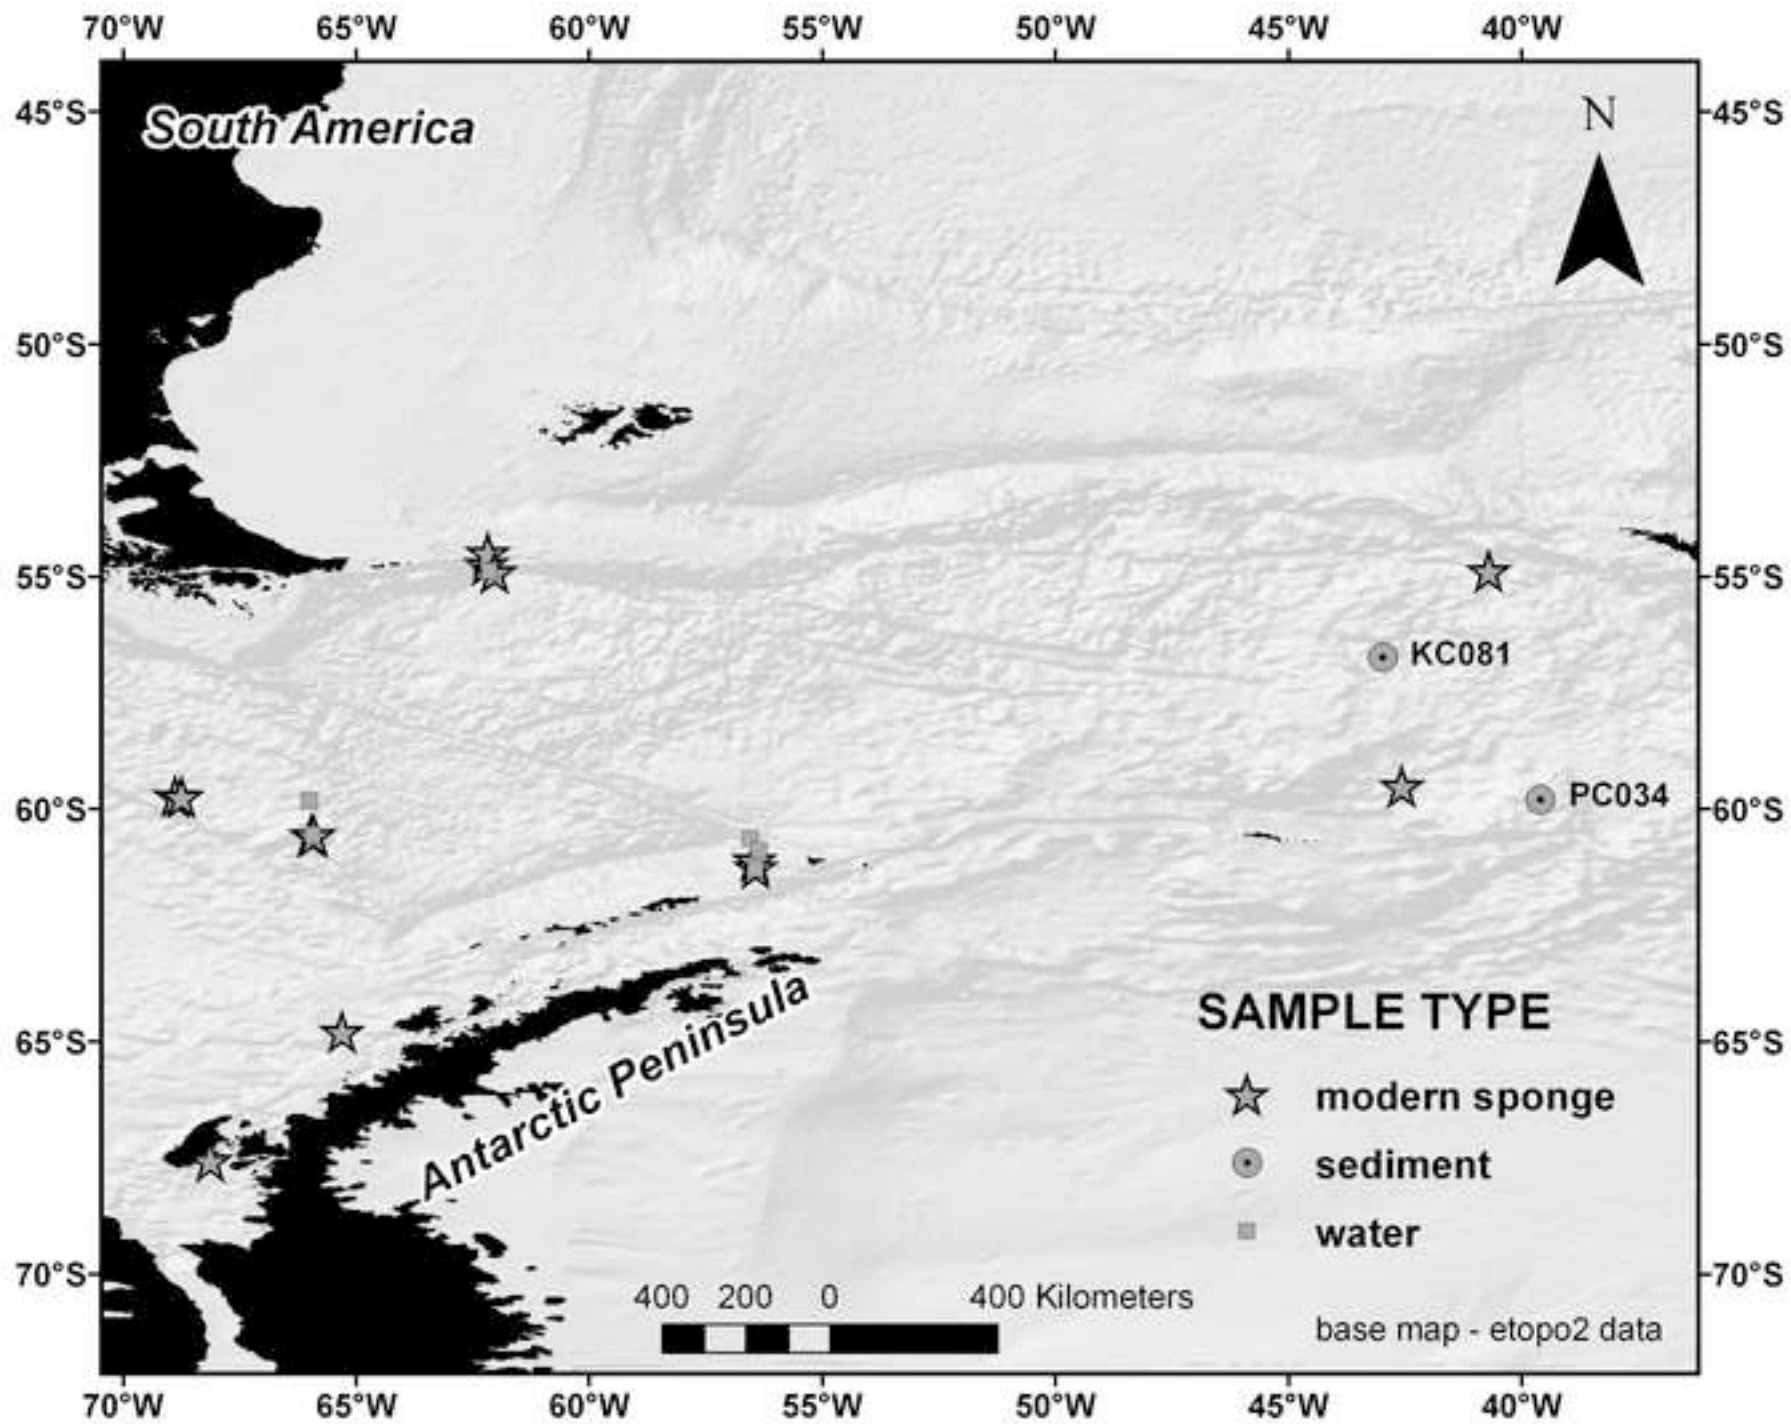 70°W 65°W 60°W 55°W 50°W 45°W 40°W
45°S 45°S
South America
N
50°S 50°S
55°S 55°S
KC081
60°S 60°S
PC034
Antarctic Peninsula
SAMPLE TYPE
65°S 65°S
modern sponge
sediment
water
70°S 70°S
400 200 0 400 Kilometers
base map - etopo2 data
70°W 65°W 60°W 55°W 50°W 45°W 40°W